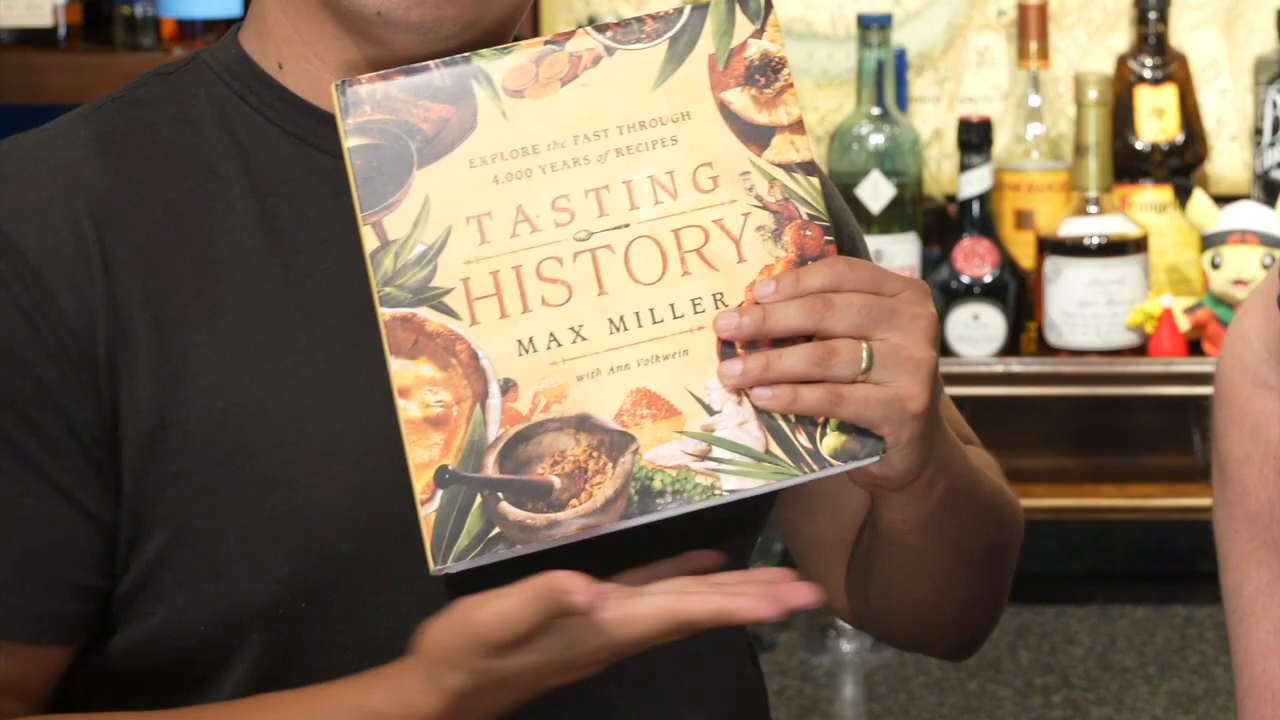 EXPLORE the PAST THROUGH
4,000 YEARS of RECIPES
TASTING
HISTORY
MAX MILLER
with Ann Volkwein